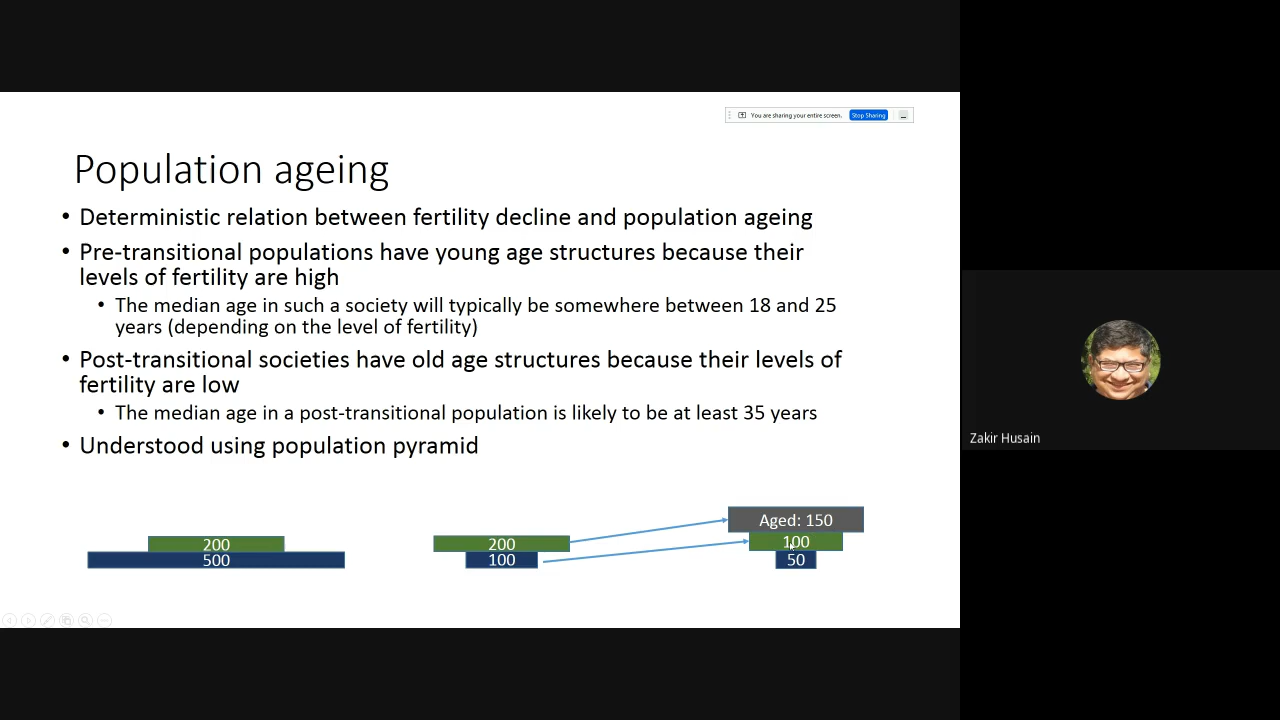 You are sharing your entire screen.
Stop Sharing
Population ageing
• Deterministic relation between fertility decline and population ageing
• Pre-transitional populations have young age structures because their
levels of fertility are high
• The median age in such a society will typically be somewhere between 18 and 25
years (depending on the level of fertility)
• Post-transitional societies have old age structures because their levels of
fertility are low
• The median age in a post-transitional population is likely to be at least 35 years
• Understood using population pyramid
200
500
200
100
Aged: 150
100
50
Zakir Husain